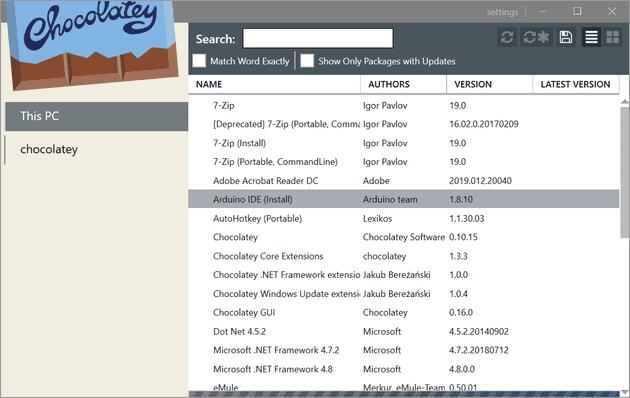 Chocolatey
settings
Search:
Match Word Exactly
Show Only Packages with Updates
This PC
chocolatey
NAME AUTHORS VERSION LATEST VERSION
7-Zip Igor Pavlov 19.0
[Deprecated] 7-Zip (Portable, Comma Igor Pavlov 16.02.0.20170209
7-Zip (Install) Igor Pavlov 19.0
7-Zip (Portable, CommandLine) Igor Pavlov 19.0
Adobe Acrobat Reader DC Adobe 2019.012.20040
Arduino IDE (Install) Arduino team 1.8.10
AutoHotkey (Portable) Lexikos 1.1.30.03
Chocolatey Chocolatey Software 0.10.15
Chocolatey Core Extensions chocolatey 1.3.3
Chocolatey .NET Framework extensio Jakub Bereżański 1.0.0
Chocolatey Windows Update extensi Jakub Bereżański 1.0.4
Chocolatey GUI Chocolatey 0.16.0
Dot Net 4.5.2 Microsoft 4.5.2.20140902
Microsoft .NET Framework 4.7.2 Microsoft 4.7.2.20180712
Microsoft .NET Framework 4.8 Microsoft 4.8.0.0
eMule Merkur, eMule-Team 0.50.01